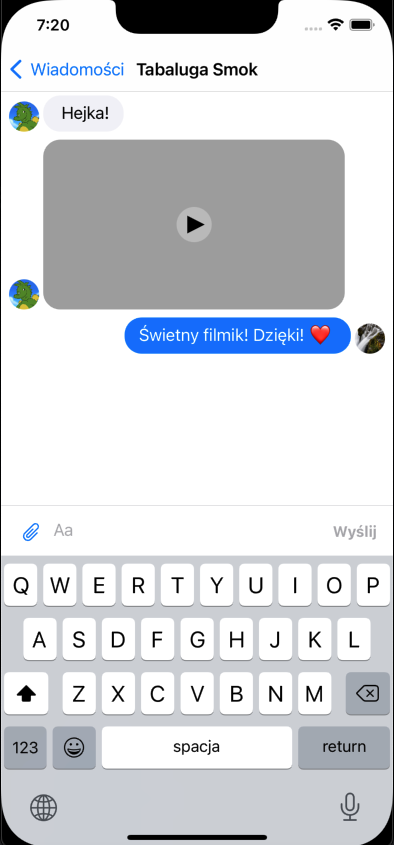 7:20
Wiadomości Tabaluga Smok
Hejka!
Świetny filmik! Dzięki! ❤️
Aa Wyślij
Q W E R T Y U I O P
A S D F G H J K L
Z X C V B N M
123 spacja return